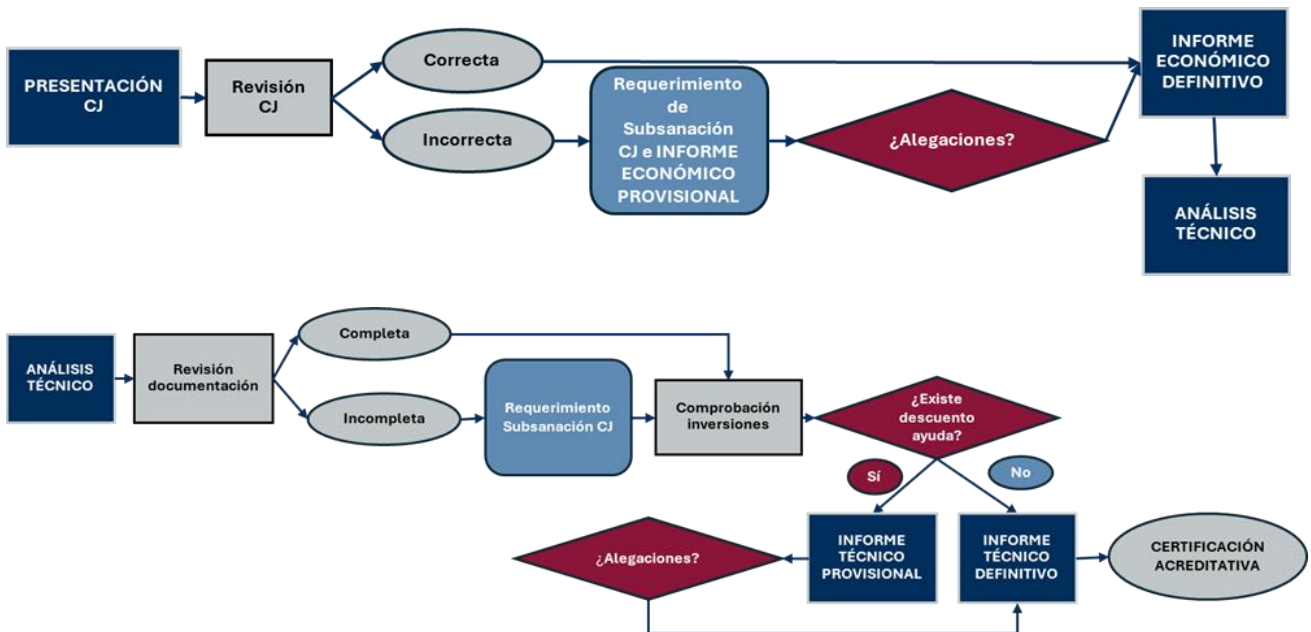 PRESENTACIÓN
CJ
Revisión
CJ
Correcta
Incorrecta
Requerimiento
de
Subsanación
CJ e INFORME
ECONÓMICO
PROVISIONAL
¿Alegaciones?
INFORME
ECONÓMICO
DEFINITIVO
ANÁLISIS
TÉCNICO
ANÁLISIS
TÉCNICO
Revisión
documentación
Completa
Incompleta
Requerimiento
Subsanación CJ
Comprobación
inversiones
¿Existe
descuento
ayuda?
Sí
No
¿Alegaciones?
INFORME
TÉCNICO
PROVISIONAL
INFORME
TÉCNICO
DEFINITIVO
CERTIFICACIÓN
ACREDITATIVA